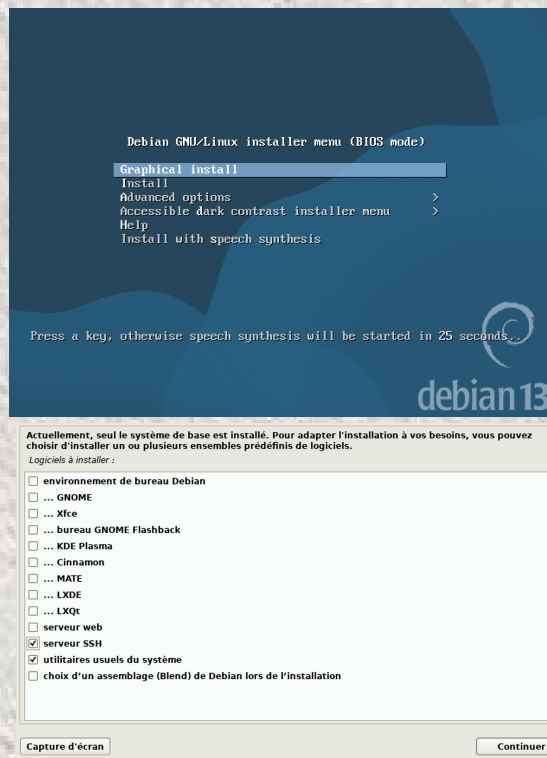 Debian GNU/Linux installer menu (BIOS mode)
Graphical install
Install
Advanced options >
Accessible dark contrast installer menu >
Help
Install with speech synthesis
Press a key, otherwise speech synthesis will be started in 25 seconds...
debian 13
Actuellement, seul le système de base est installé. Pour adapter l'installation à vos besoins, vous pouvez
choisir d'installer un ou plusieurs ensembles prédéfinis de logiciels.
Logiciels à installer :
environnement de bureau Debian
... GNOME
... Xfce
... bureau GNOME Flashback
... KDE Plasma
... Cinnamon
... MATE
... LXDE
... LXQt
serveur web
serveur SSH
utilitaires usuels du système
choix d'un assemblage (Blend) de Debian lors de l'installation
Capture d'écran
Continuer